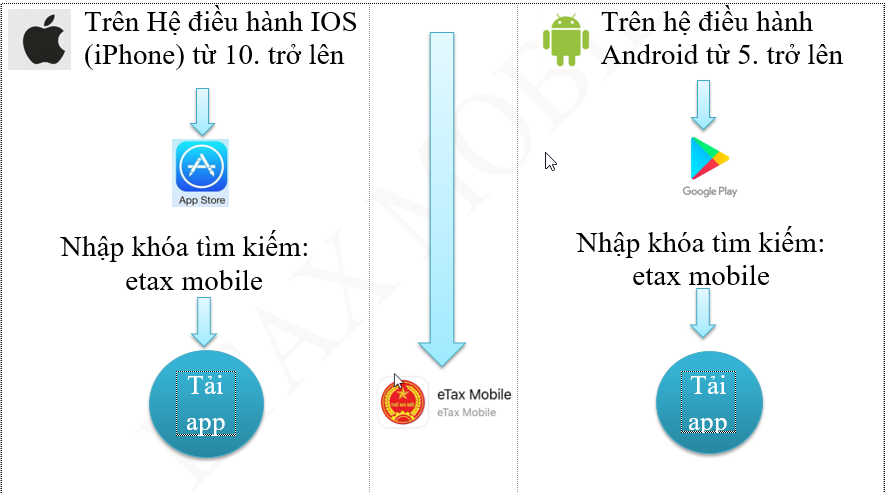 Trên Hệ điều hành IOS
(iPhone) từ 10. trở lên
App Store
Nhập khóa tìm kiếm:
etax mobile
Tải
app
eTax Mobile
eTax Mobile
Trên hệ điều hành
Android từ 5. trở lên
Google Play
Nhập khóa tìm kiếm:
etax mobile
Tải
app
ETAX MOBILE